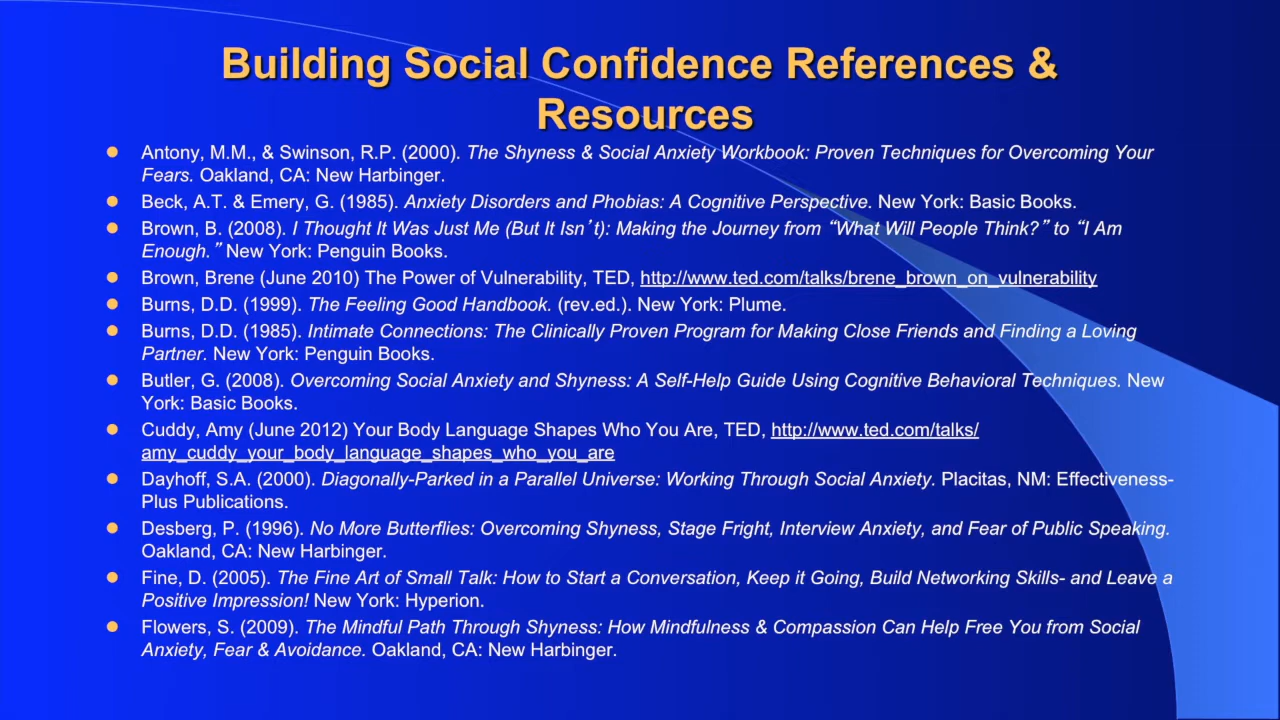 Building Social Confidence References &
Resources
Antony, M.M., & Swinson, R.P. (2000). The Shyness & Social Anxiety Workbook: Proven Techniques for Overcoming Your
Fears. Oakland, CA: New Harbinger.
Beck, A.T. & Emery, G. (1985). Anxiety Disorders and Phobias: A Cognitive Perspective. New York: Basic Books.
Brown, B. (2008). I Thought It Was Just Me (But It Isn’t): Making the Journey from “What Will People Think?” to “I Am
Enough.” New York: Penguin Books.
Brown, Brene (June 2010) The Power of Vulnerability, TED, http://www.ted.com/talks/brene_brown_on_vulnerability
Burns, D.D. (1999). The Feeling Good Handbook. (rev.ed.). New York: Plume.
Burns, D.D. (1985). Intimate Connections: The Clinically Proven Program for Making Close Friends and Finding a Loving
Partner. New York: Penguin Books.
Butler, G. (2008). Overcoming Social Anxiety and Shyness: A Self-Help Guide Using Cognitive Behavioral Techniques. New
York: Basic Books.
Cuddy, Amy (June 2012) Your Body Language Shapes Who You Are, TED, http://www.ted.com/talks/
amy_cuddy_your_body_language_shapes_who_you_are
Dayhoff, S.A. (2000). Diagonally-Parked in a Parallel Universe: Working Through Social Anxiety. Placitas, NM: Effectiveness-
Plus Publications.
Desberg, P. (1996). No More Butterflies: Overcoming Shyness, Stage Fright, Interview Anxiety, and Fear of Public Speaking.
Oakland, CA: New Harbinger.
Fine, D. (2005). The Fine Art of Small Talk: How to Start a Conversation, Keep it Going, Build Networking Skills- and Leave a
Positive Impression! New York: Hyperion.
Flowers, S. (2009). The Mindful Path Through Shyness: How Mindfulness & Compassion Can Help Free You from Social
Anxiety, Fear & Avoidance. Oakland, CA: New Harbinger.